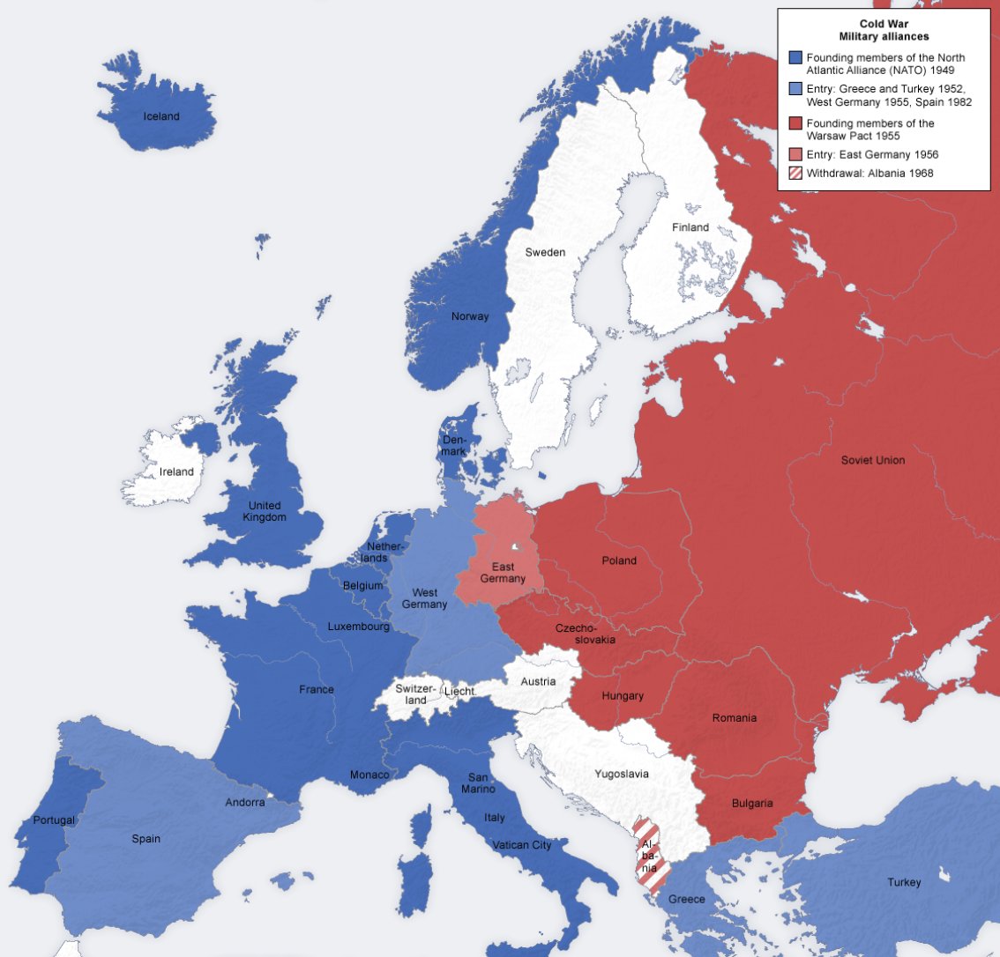 Cold War
Military alliances
Founding members of the North
Atlantic Alliance (NATO) 1949
Entry: Greece and Turkey 1952,
West Germany 1955, Spain 1982
Founding members of the
Warsaw Pact 1955
Entry: East Germany 1956
Withdrawal: Albania 1968
Iceland
Finland
Sweden
Norway
Den-
mark
Soviet Union
Ireland
United
Kingdom
Nether-
lands
East
Germany
Poland
Belgium
West
Germany
Luxembourg
Czecho-
slovakia
France
Switzer-
land
Liecht.
Austria
Hungary
Romania
Monaco
San
Marino
Yugoslavia
Andorra
Bulgaria
Portugal
Spain
Italy
Vatican City
Al-
ba-
nia
Greece
Turkey